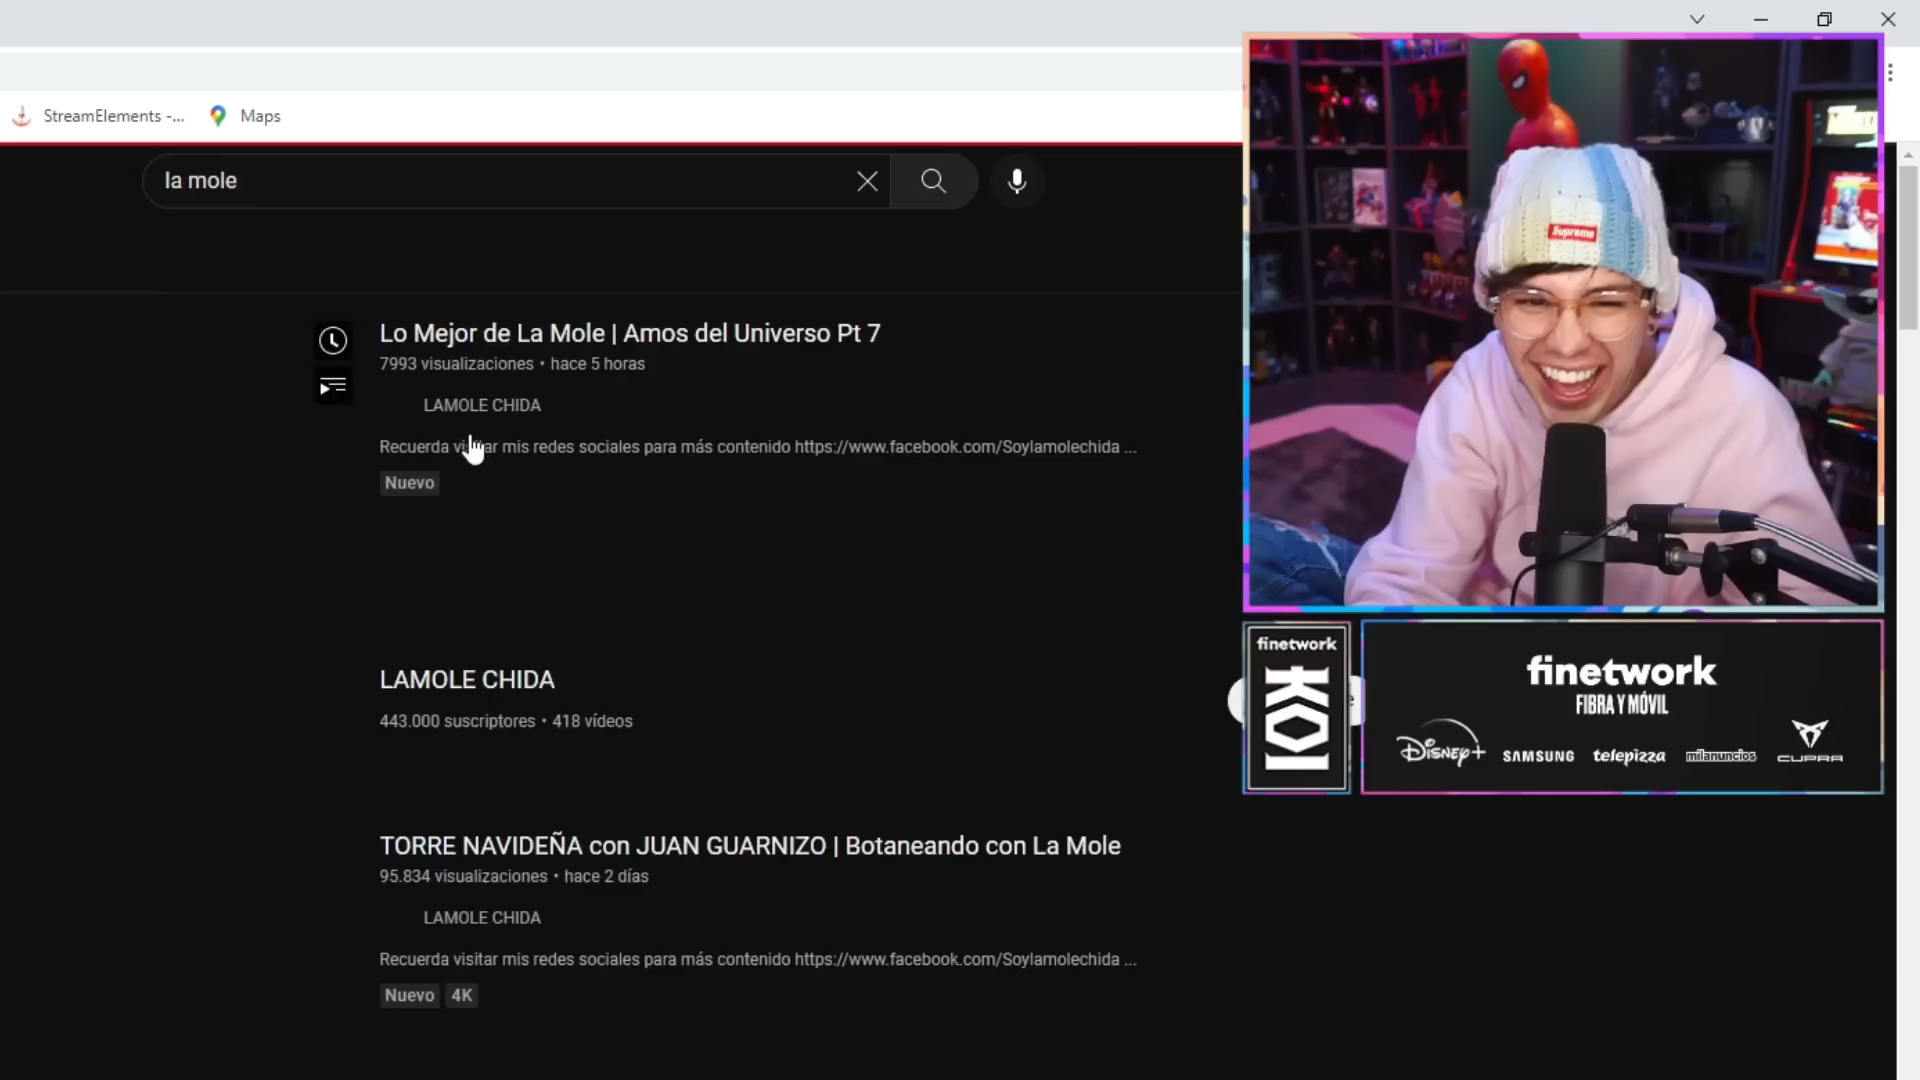 StreamElements -...
Maps
la mole
Lo Mejor de La Mole | Amos del Universo Pt 7
7993 visualizaciones • hace 5 horas
LAMOLE CHIDA
Recuerda visitar mis redes sociales para más contenido https://www.facebook.com/Soylamolechida ...
Nuevo
LAMOLE CHIDA
443.000 suscriptores • 418 vídeos
TORRE NAVIDEÑA con JUAN GUARNIZO | Botaneando con La Mole
95.834 visualizaciones • hace 2 días
LAMOLE CHIDA
Recuerda visitar mis redes sociales para más contenido https://www.facebook.com/Soylamolechida ...
Nuevo 4K
Supreme
finetwork
KOI
finetwork
FIBRA Y MÓVIL
Disney+ SAMSUNG telepizza milanuncios CUPRA